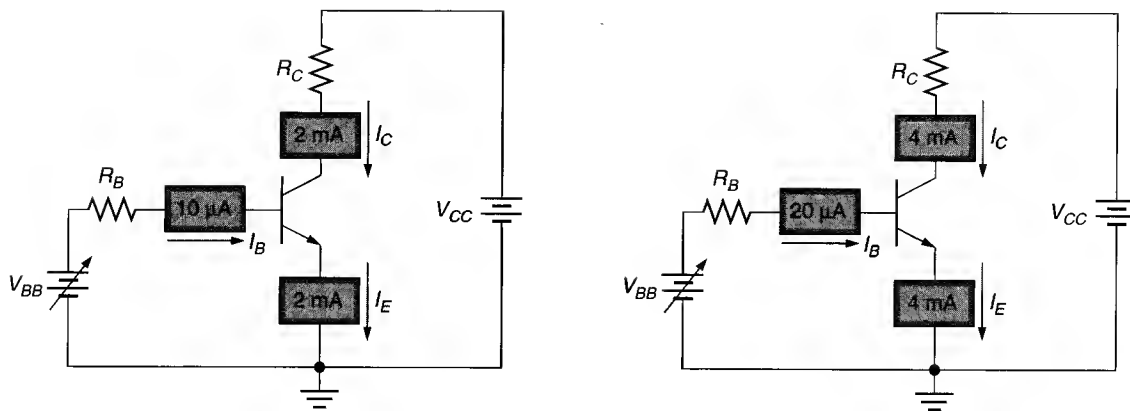 R_C
2 mA
I_C
R_B
10 µA
I_B
V_CC
V_BB
2 mA
I_E
R_C
4 mA
I_C
R_B
20 µA
I_B
V_CC
V_BB
4 mA
I_E